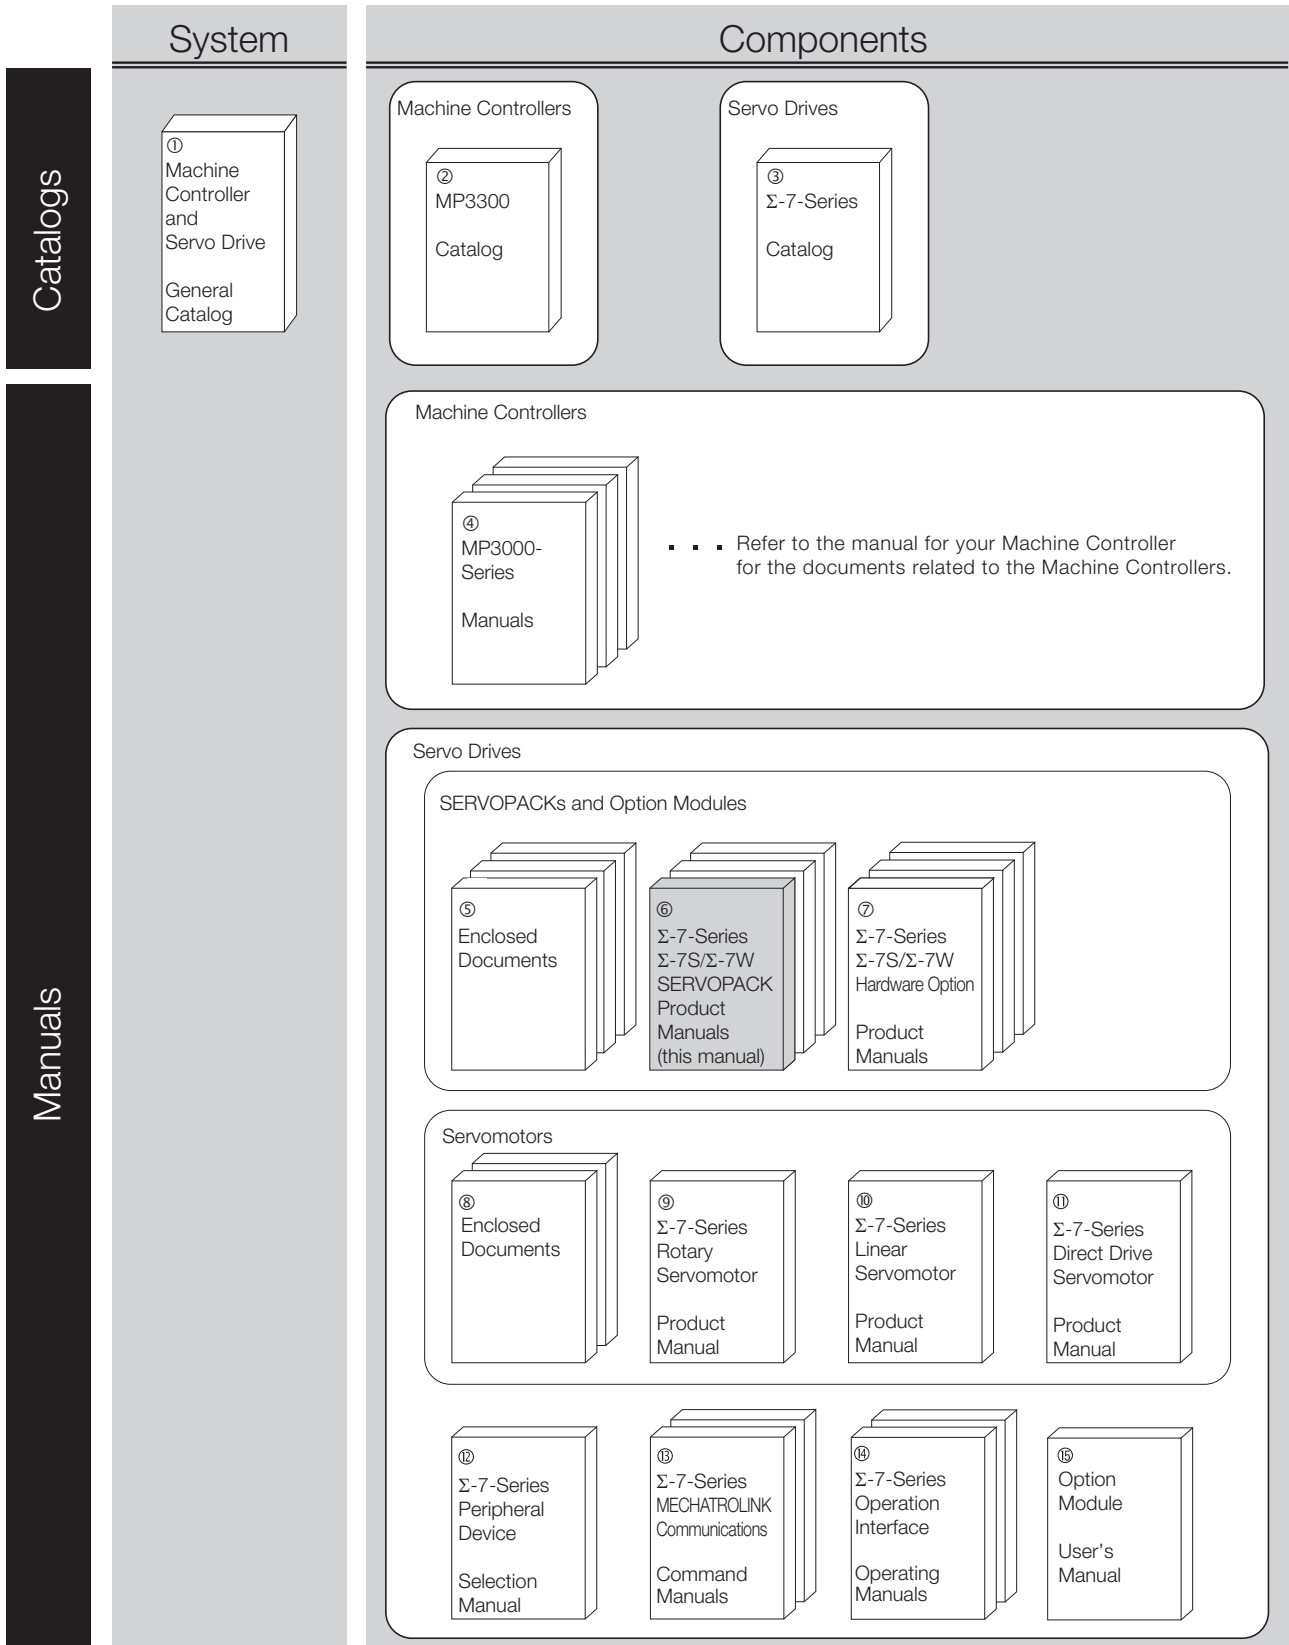 System
Components
Catalogs
①
Machine
Controller
and
Servo Drive
General
Catalog
Machine Controllers
②
MP3300
Catalog
Servo Drives
③
Σ-7-Series
Catalog
Manuals
Machine Controllers
④
MP3000-
Series
Manuals
Refer to the manual for your Machine Controller
for the documents related to the Machine Controllers.
Servo Drives
SERVOPACKs and Option Modules
⑤
Enclosed
Documents
⑥
Σ-7-Series
Σ-7S/Σ-7W
SERVOPACK
Product
Manuals
(this manual)
⑦
Σ-7-Series
Σ-7S/Σ-7W
Hardware Option
Product
Manuals
Servomotors
⑧
Enclosed
Documents
⑨
Σ-7-Series
Rotary
Servomotor
Product
Manual
⑩
Σ-7-Series
Linear
Servomotor
Product
Manual
⑪
Σ-7-Series
Direct Drive
Servomotor
Product
Manual
⑫
Σ-7-Series
Peripheral
Device
Selection
Manual
⑬
Σ-7-Series
MECHATROLINK
Communications
Command
Manuals
⑭
Σ-7-Series
Operation
Interface
Operating
Manuals
⑮
Option
Module
User's
Manual